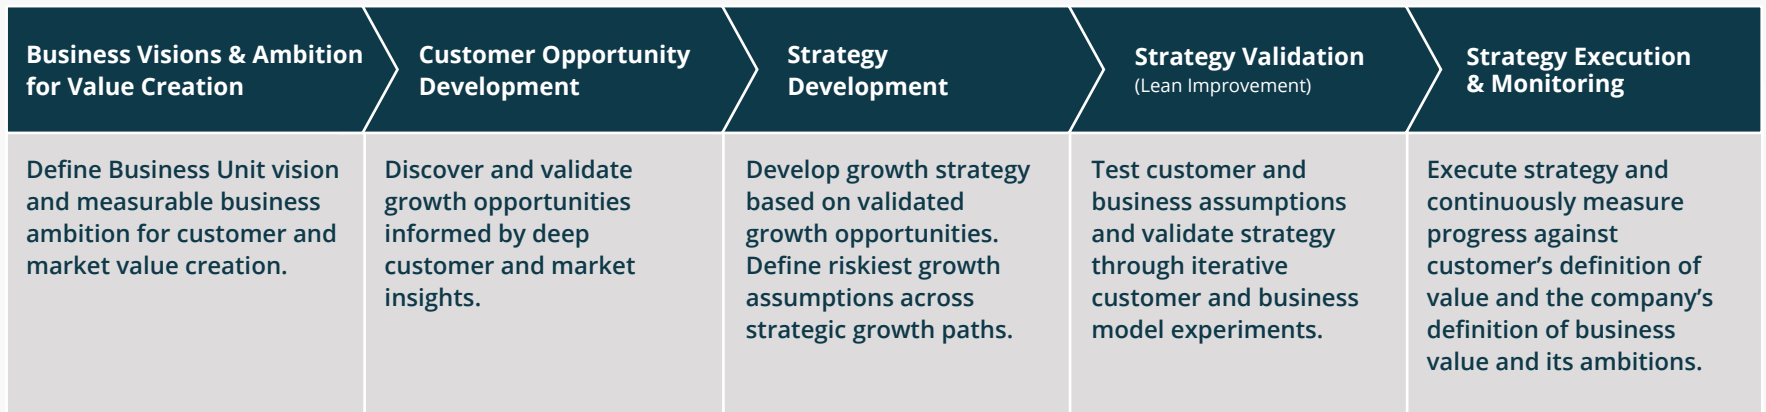 Business Visions & Ambition
for Value Creation
Customer Opportunity
Development
Strategy
Development
Strategy Validation
(Lean Improvement)
Strategy Execution
& Monitoring
Define Business Unit vision
and measurable business
ambition for customer and
market value creation.
Discover and validate
growth opportunities
informed by deep
customer and market
insights.
Develop growth strategy
based on validated
growth opportunities.
Define riskiest growth
assumptions across
strategic growth paths.
Test customer and
business assumptions
and validate strategy
through iterative
customer and business
model experiments.
Execute strategy and
continuously measure
progress against
customer’s definition of
value and the company’s
definition of business
value and its ambitions.